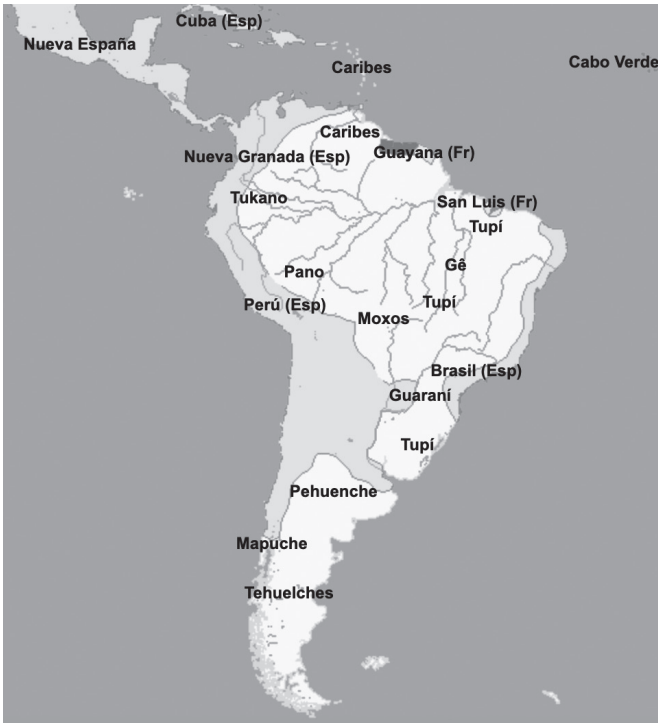 Cuba (Esp)
Nueva España
Cabo Verde
Caribes
Caribes
Guayana (Fr)
Nueva Granada (Esp)
Tukano
San Luis (Fr)
Tupí
Gê
Pano
Tupí
Perú (Esp)
Moxos
Brasil (Esp)
Guaraní
Tupí
Pehuenche
Mapuche
Tehuelches